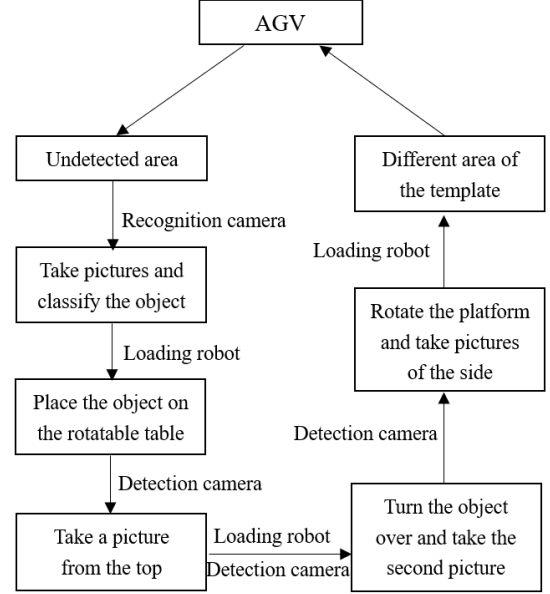 AGV
Undetected area
Recognition camera
Take pictures and
classify the object
Loading robot
Place the object on
the rotatable table
Detection camera
Take a picture
from the top
Loading robot
Detection camera
Turn the object
over and take the
second picture
Detection camera
Rotate the platform
and take pictures
of the side
Loading robot
Different area of
the template